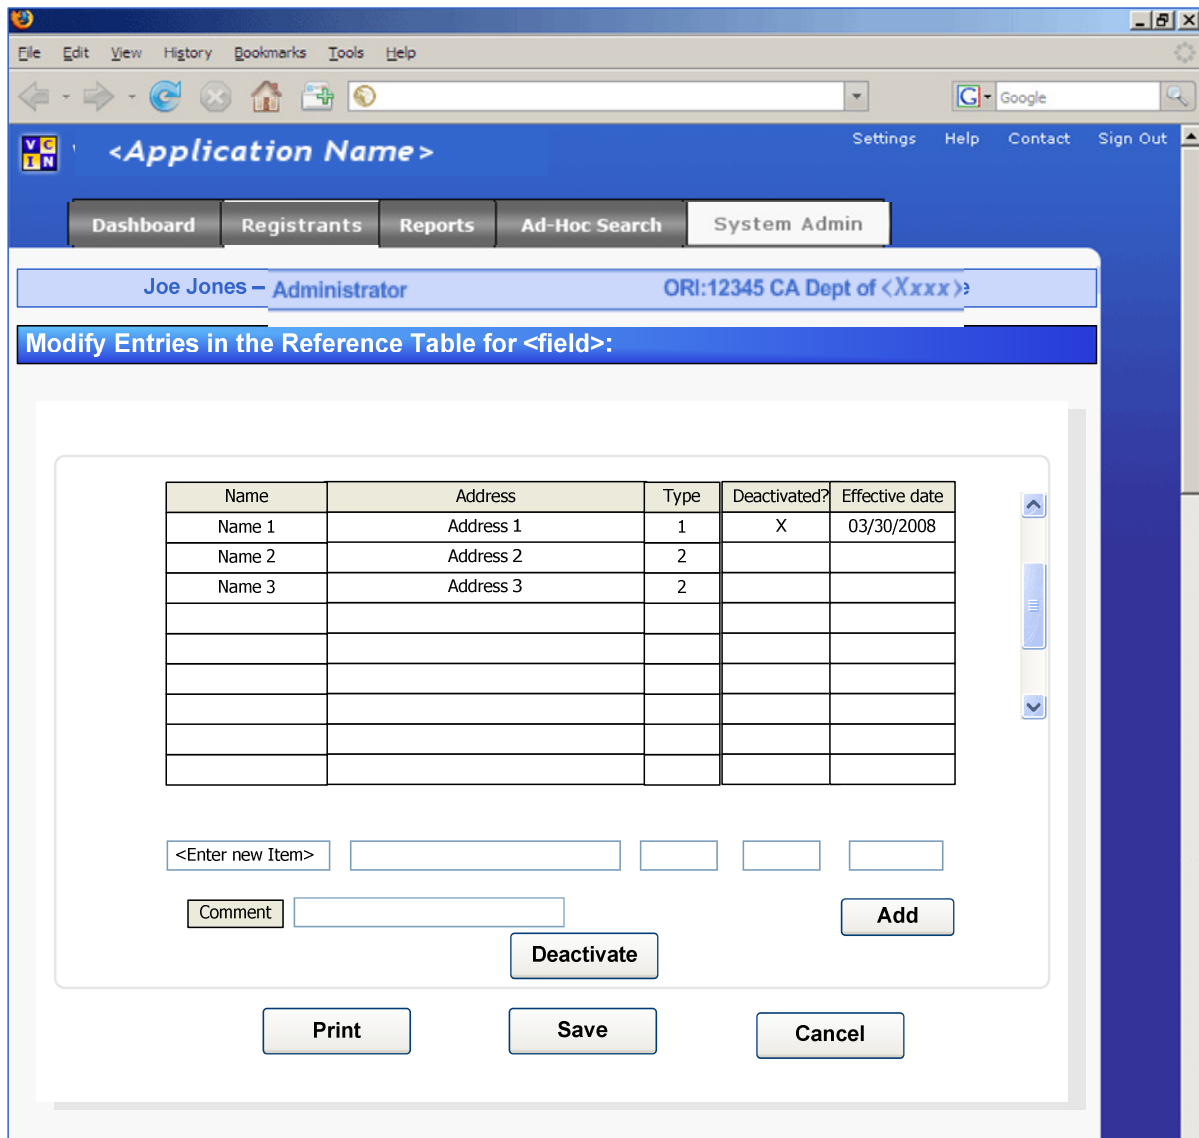 File Edit View History Bookmarks Tools Help
G Google
VCIN <Application Name> Settings Help Contact Sign Out
Dashboard Registrants Reports Ad-Hoc Search System Admin
Joe Jones – Administrator ORI:12345 CA Dept of <Xxxx>
Modify Entries in the Reference Table for <field>:
Name Address Type Deactivated? Effective date
Name 1 Address 1 1 X 03/30/2008
Name 2 Address 2 2
Name 3 Address 3 2
<Enter new Item>
Comment Add
Deactivate
Print Save Cancel